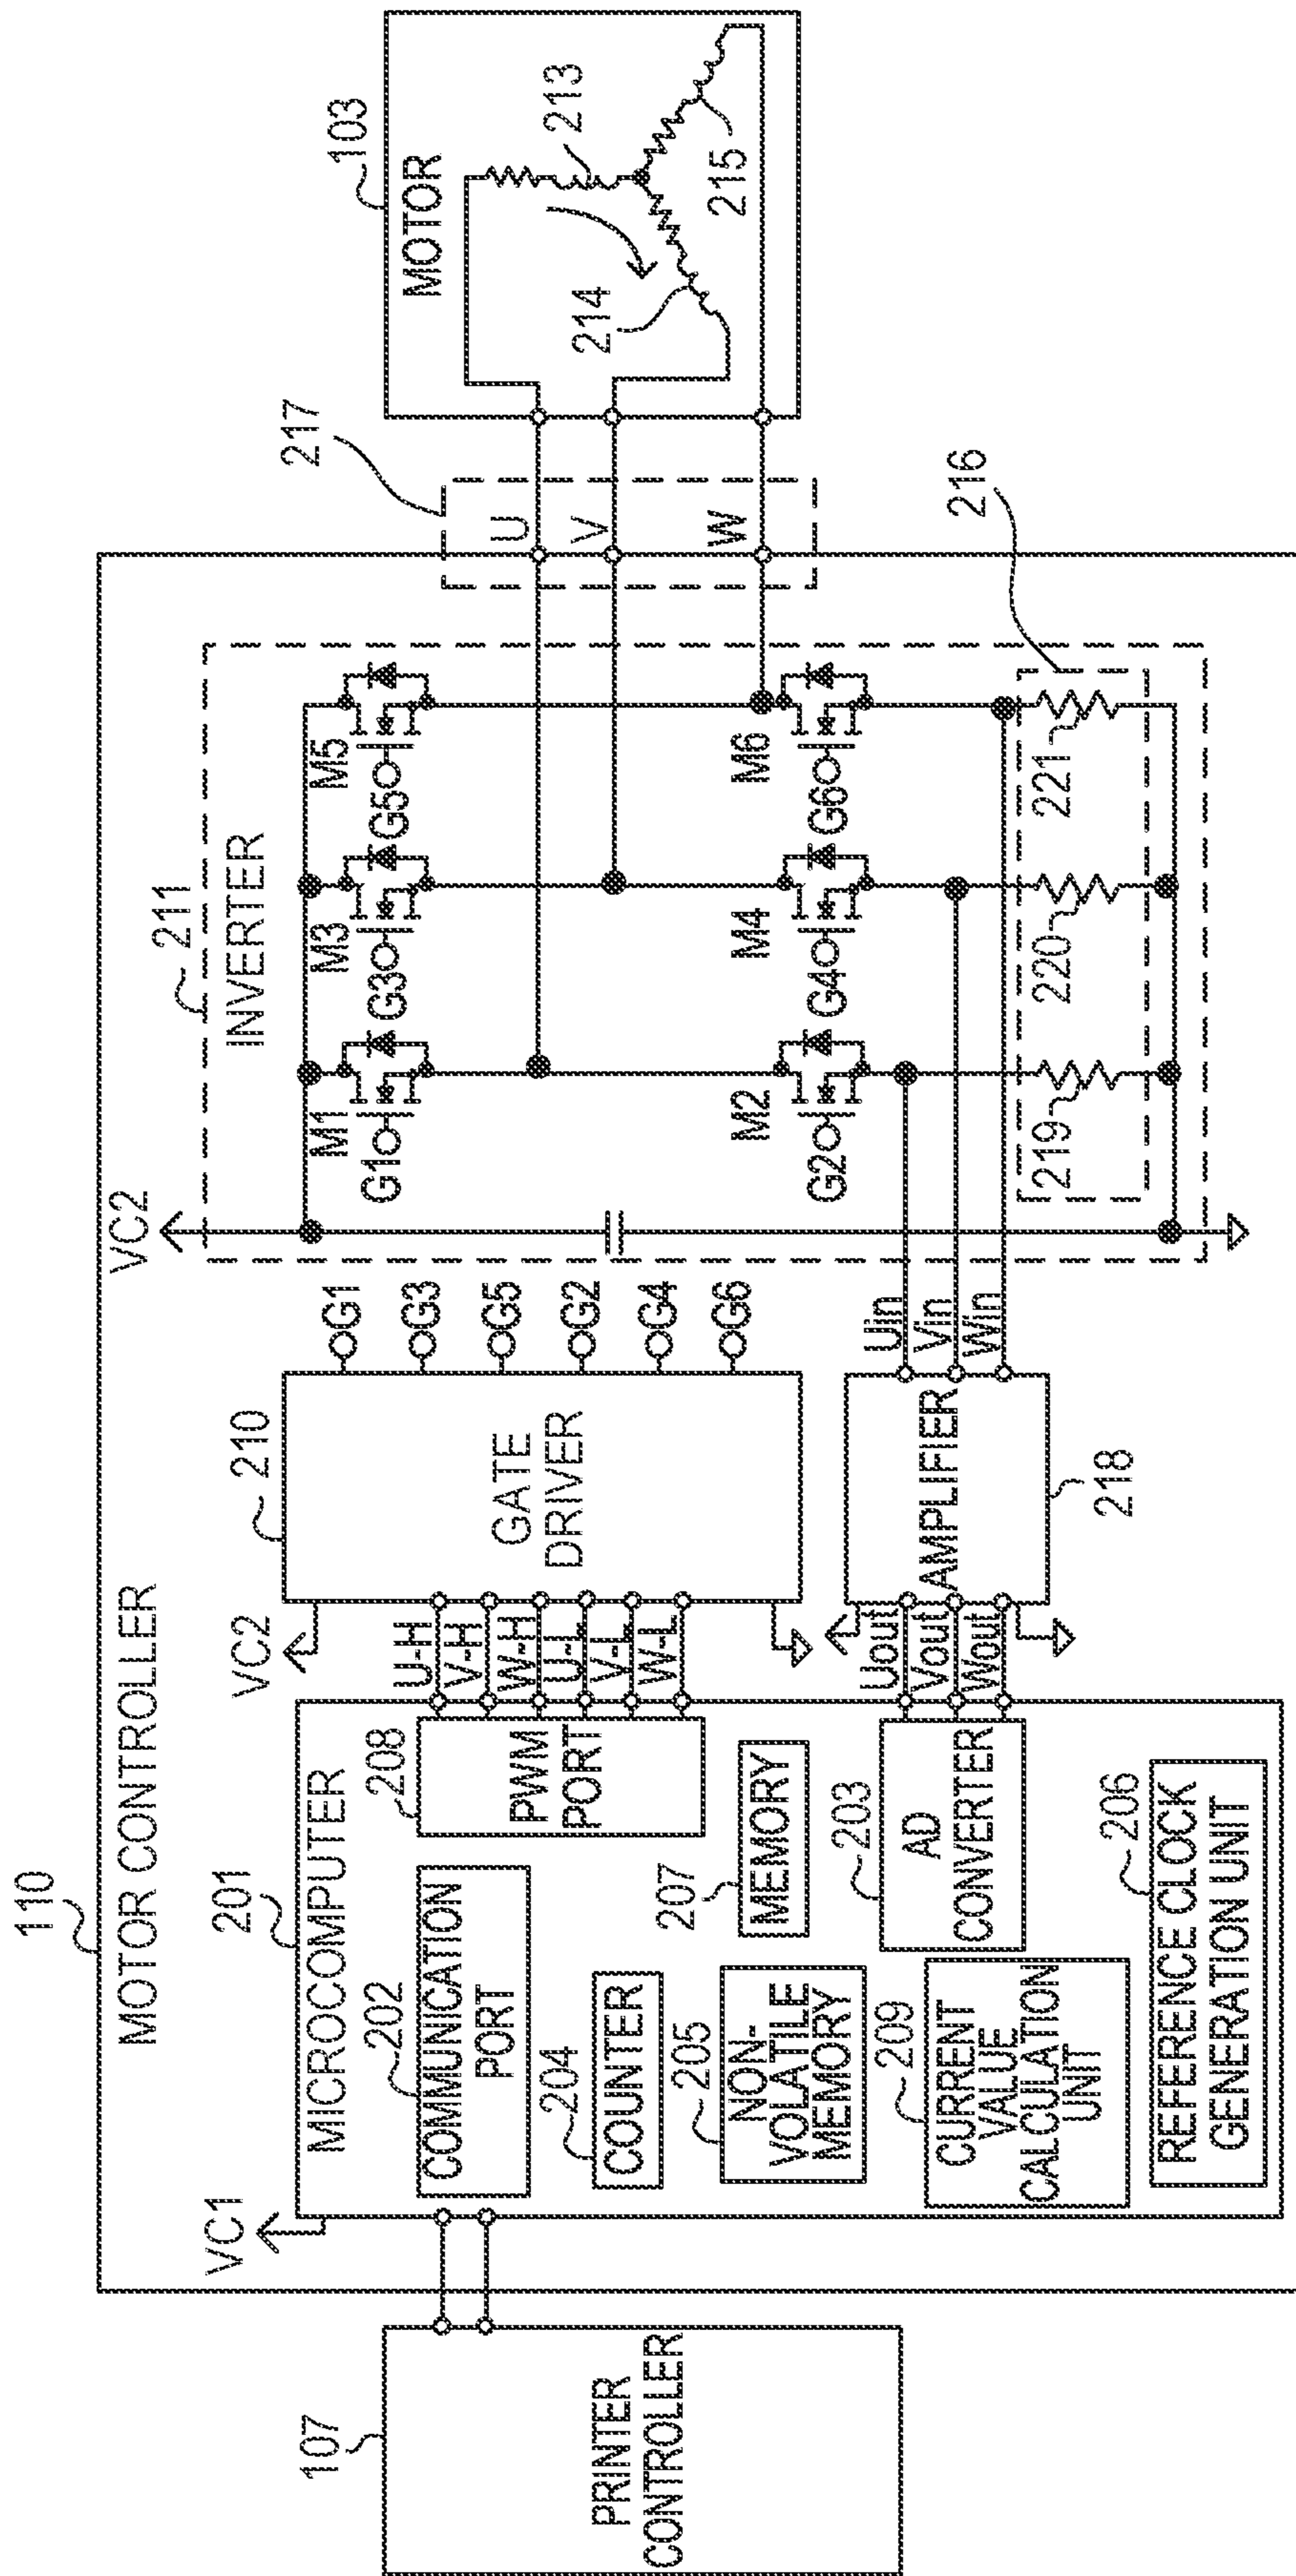 110
MOTOR CONTROLLER
107
PRINTER
CONTROLLER
VC1
201
MICROCOMPUTER
202
COMMUNICATION
PORT
208
PWM
PORT
204
COUNTER
207
MEMORY
205
NON-
VOLATILE
MEMORY
203
AD
CONVERTER
209
CURRENT
VALUE
CALCULATION
UNIT
206
REFERENCE CLOCK
GENERATION UNIT
VC2
U-H
V-H
W-H
U-L
V-L
W-L
210
GATE
DRIVER
G1
G3
G5
G2
G4
G6
Uout
Vout
Wout
AMPLIFIER
218
Uin
Vin
Win
VC2
211
INVERTER
M1
G1
M3
G3
M5
G5
M2
G2
M4
G4
M6
G6
219
220
221
216
217
U
V
W
103
MOTOR
213
214
215